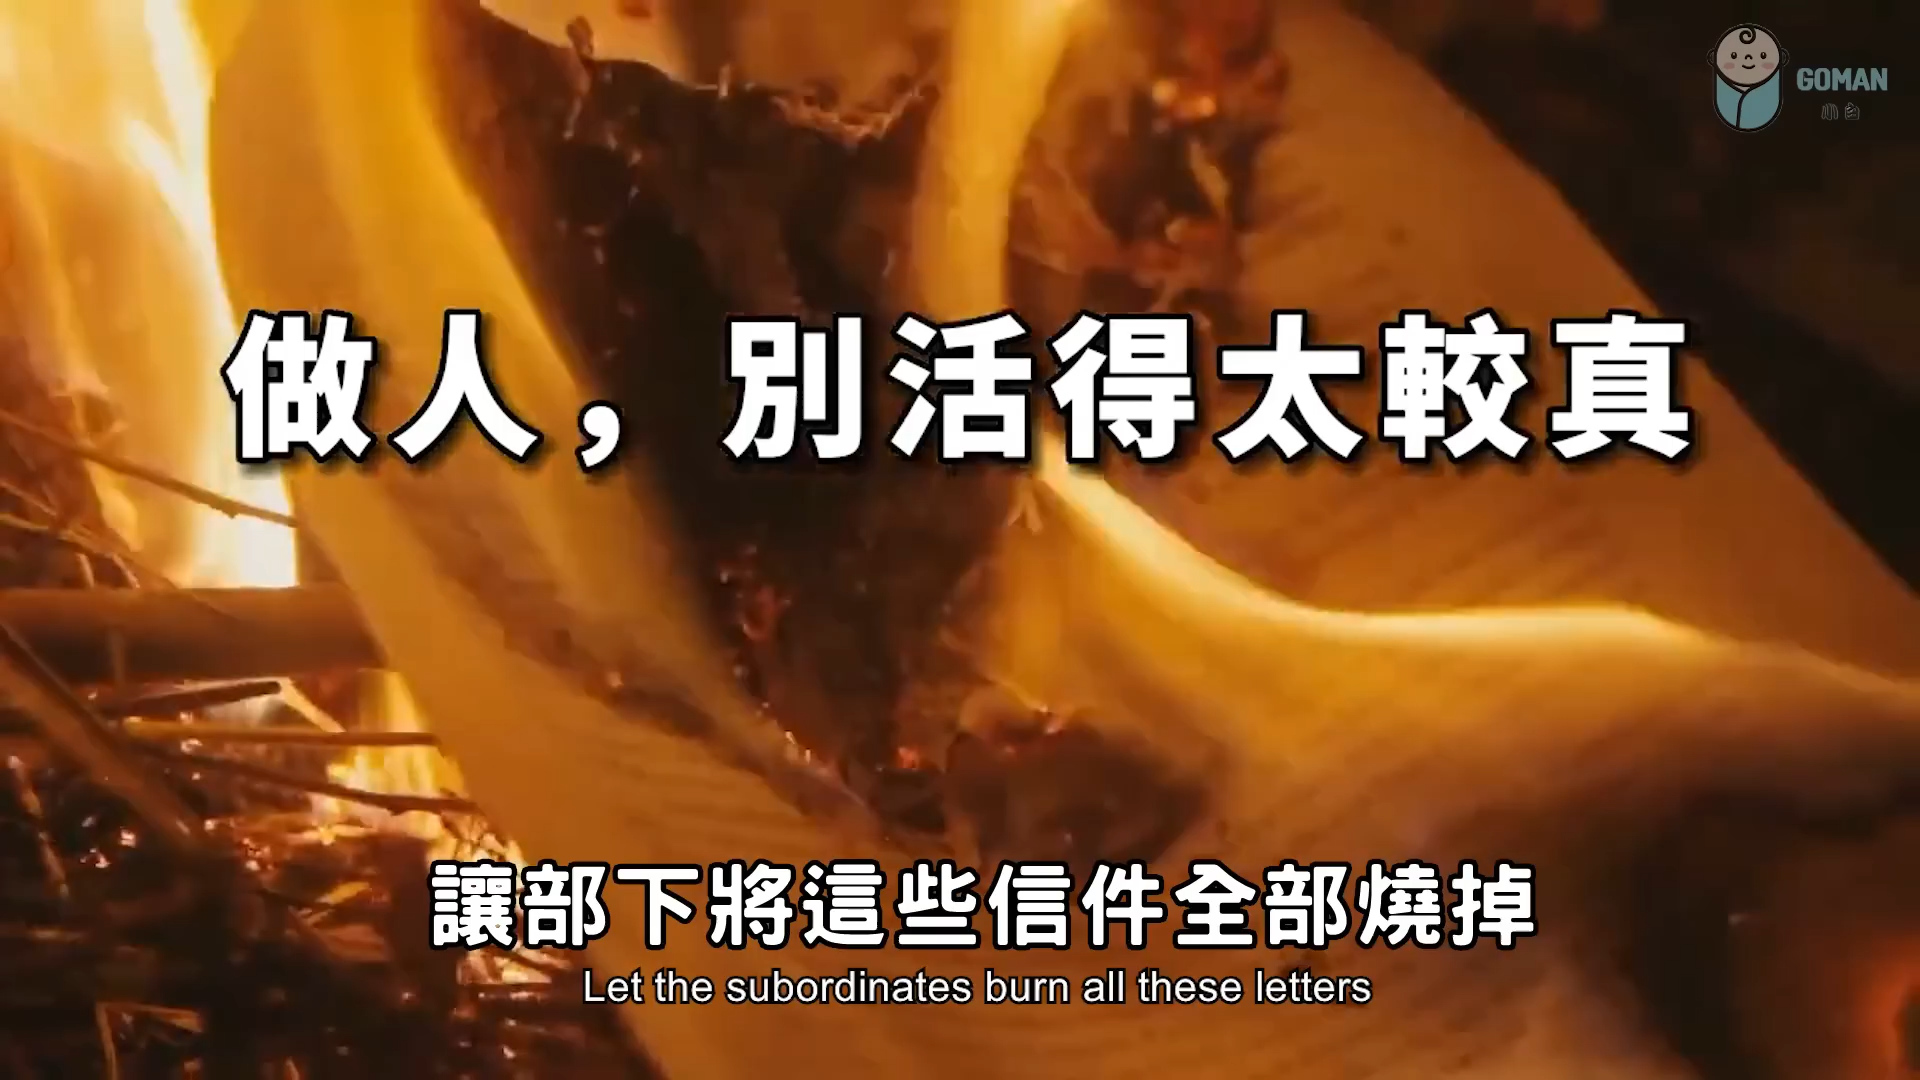 GOMAN
小白
做人，別活得太較真
讓部下將這些信件全部燒掉
Let the subordinates burn all these letters